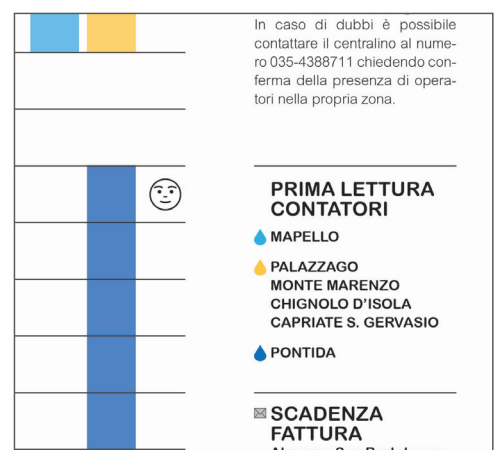 In caso di dubbi è possibile
contattare il centralino al nume-
ro 035-4388711 chiedendo con-
ferma della presenza di opera-
tori nella propria zona.
PRIMA LETTURA
CONTATORI
MAPELLO
PALAZZAGO
MONTE MARENZO
CHIGNOLO D'ISOLA
CAPRIATE S. GERVASIO
PONTIDA
SCADENZA
FATTURA